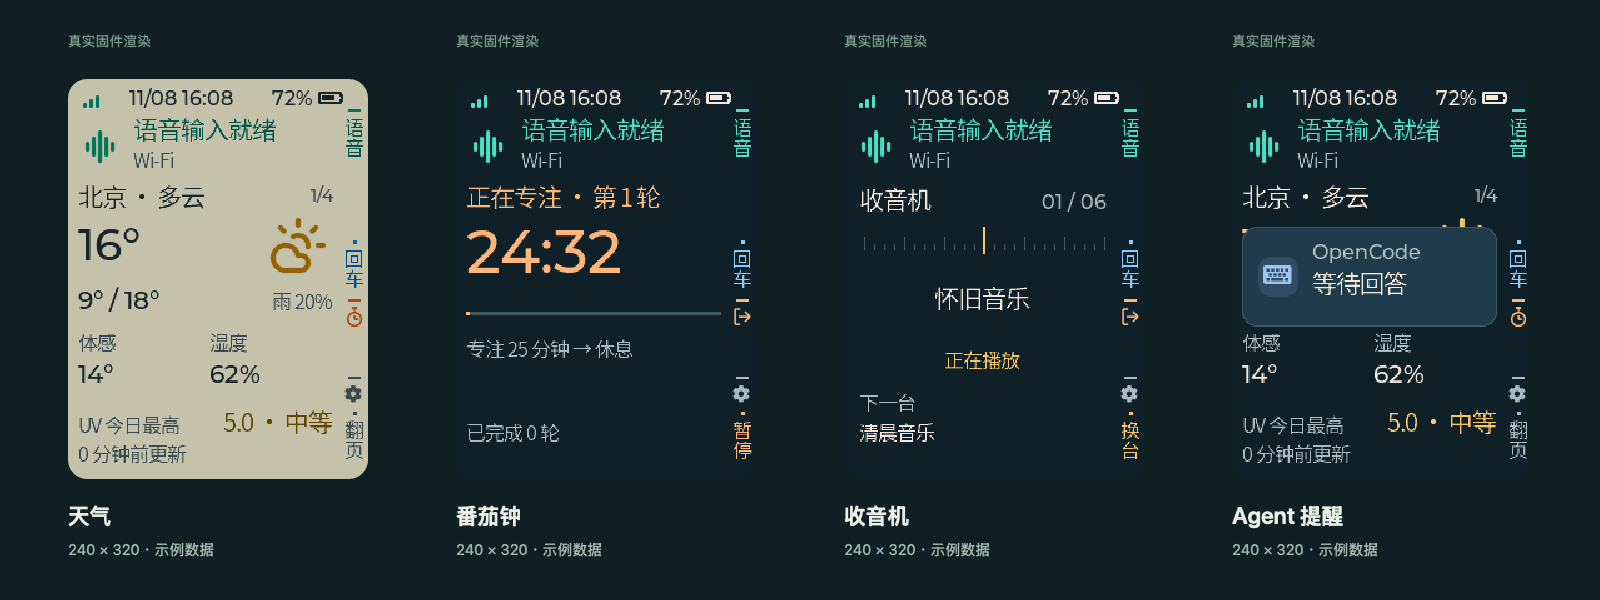 真实固件渲染
11/08 16:08 72%
语音输入就绪
Wi-Fi
语音
北京 · 多云 1/4
16°
回车
9° / 18° 雨 20%
体感 湿度
14° 62%
UV 今日最高 5.0 · 中等
0 分钟前更新
翻页
天气
240 × 320 · 示例数据
真实固件渲染
11/08 16:08 72%
语音输入就绪
Wi-Fi
语音
正在专注 · 第 1 轮
24:32
回车
专注 25 分钟 → 休息
已完成 0 轮
暂停
番茄钟
240 × 320 · 示例数据
真实固件渲染
11/08 16:08 72%
语音输入就绪
Wi-Fi
语音
收音机 01 / 06
回车
怀旧音乐
正在播放
下一台
清晨音乐
换台
收音机
240 × 320 · 示例数据
真实固件渲染
11/08 16:08 72%
语音输入就绪
Wi-Fi
语音
北京 · 多云 1/4
OpenCode
等待回答
回车
体感 湿度
14° 62%
UV 今日最高 5.0 · 中等
0 分钟前更新
翻页
Agent 提醒
240 × 320 · 示例数据